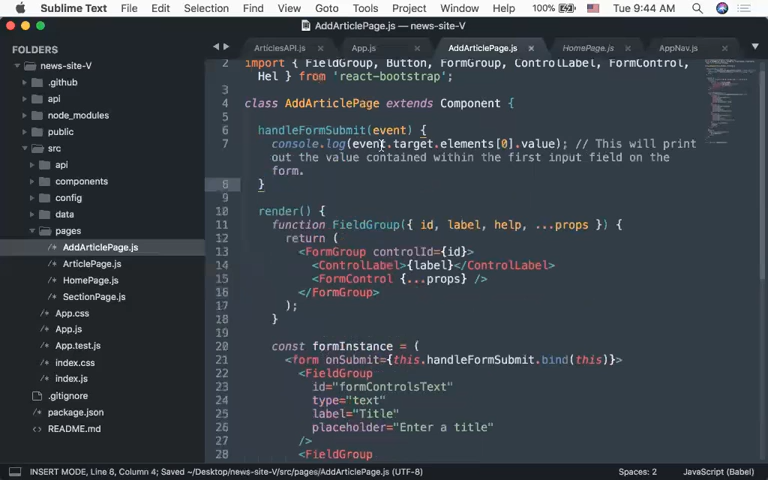 Sublime Text File Edit Selection Find View Goto Tools Project Window Help 100% Tue 9:44 AM
AddArticlePage.js
FOLDERS
news-site-V
.github
api
node_modules
public
src
api
components
config
data
pages
AddArticlePage.js
ArticlePage.js
HomePage.js
SectionPage.js
App.css
App.js
App.test.js
index.css
index.js
.gitignore
package.json
README.md
ArticlesAPI.js App.js AddArticlePage.js HomePage.js AppNav.js
2 import { FieldGroup, Button, FormGroup, ControlLabel, FormControl,
Hel } from 'react-bootstrap';
3
4 class AddArticlePage extends Component {
5
6 handleFormSubmit(event) {
7 console.log(event.target.elements[0].value); // This will print
out the value contained within the first input field on the
form.
8 }
9
10 render() {
11 function FieldGroup({ id, label, help, ...props }) {
12 return (
13 <FormGroup controlId={id}>
14 <ControlLabel>{label}</ControlLabel>
15 <FormControl {...props} />
16 </FormGroup>
17 );
18 }
19
20 const formInstance = (
21 <form onSubmit={this.handleFormSubmit.bind(this)}>
22 <FieldGroup
23 id="formControlsText"
24 type="text"
25 label="Title"
26 placeholder="Enter a title"
27 />
28 <FieldGroup
INSERT MODE, Line 8, Column 4; Saved ~/Desktop/news-site-V/src/pages/AddArticlePage.js (UTF-8) Spaces: 2 JavaScript (Babel)